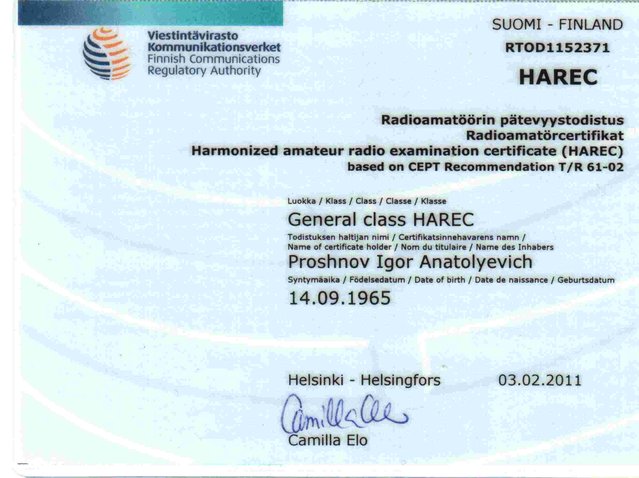 Viestintävirasto
Kommunikationsverket
Finnish Communications
Regulatory Authority
SUOMI - FINLAND
RTOD1152371
HAREC
Radioamatöörin pätevyystodistus
Radioamatörcertifikat
Harmonized amateur radio examination certificate (HAREC)
based on CEPT Recommendation T/R 61-02
Luokka / Klass / Class / Classe / Klasse
General class HAREC
Todistuksen haltijan nimi / Certifikatsinnehavarens namn /
Name of certificate holder / Nom du titulaire / Name des Inhabers
Proshnov Igor Anatolyevich
Syntymäaika / Födelsedatum / Date of birth / Date de naissance / Geburtsdatum
14.09.1965
Helsinki - Helsingfors 03.02.2011
Camilla Elo
Camilla Elo